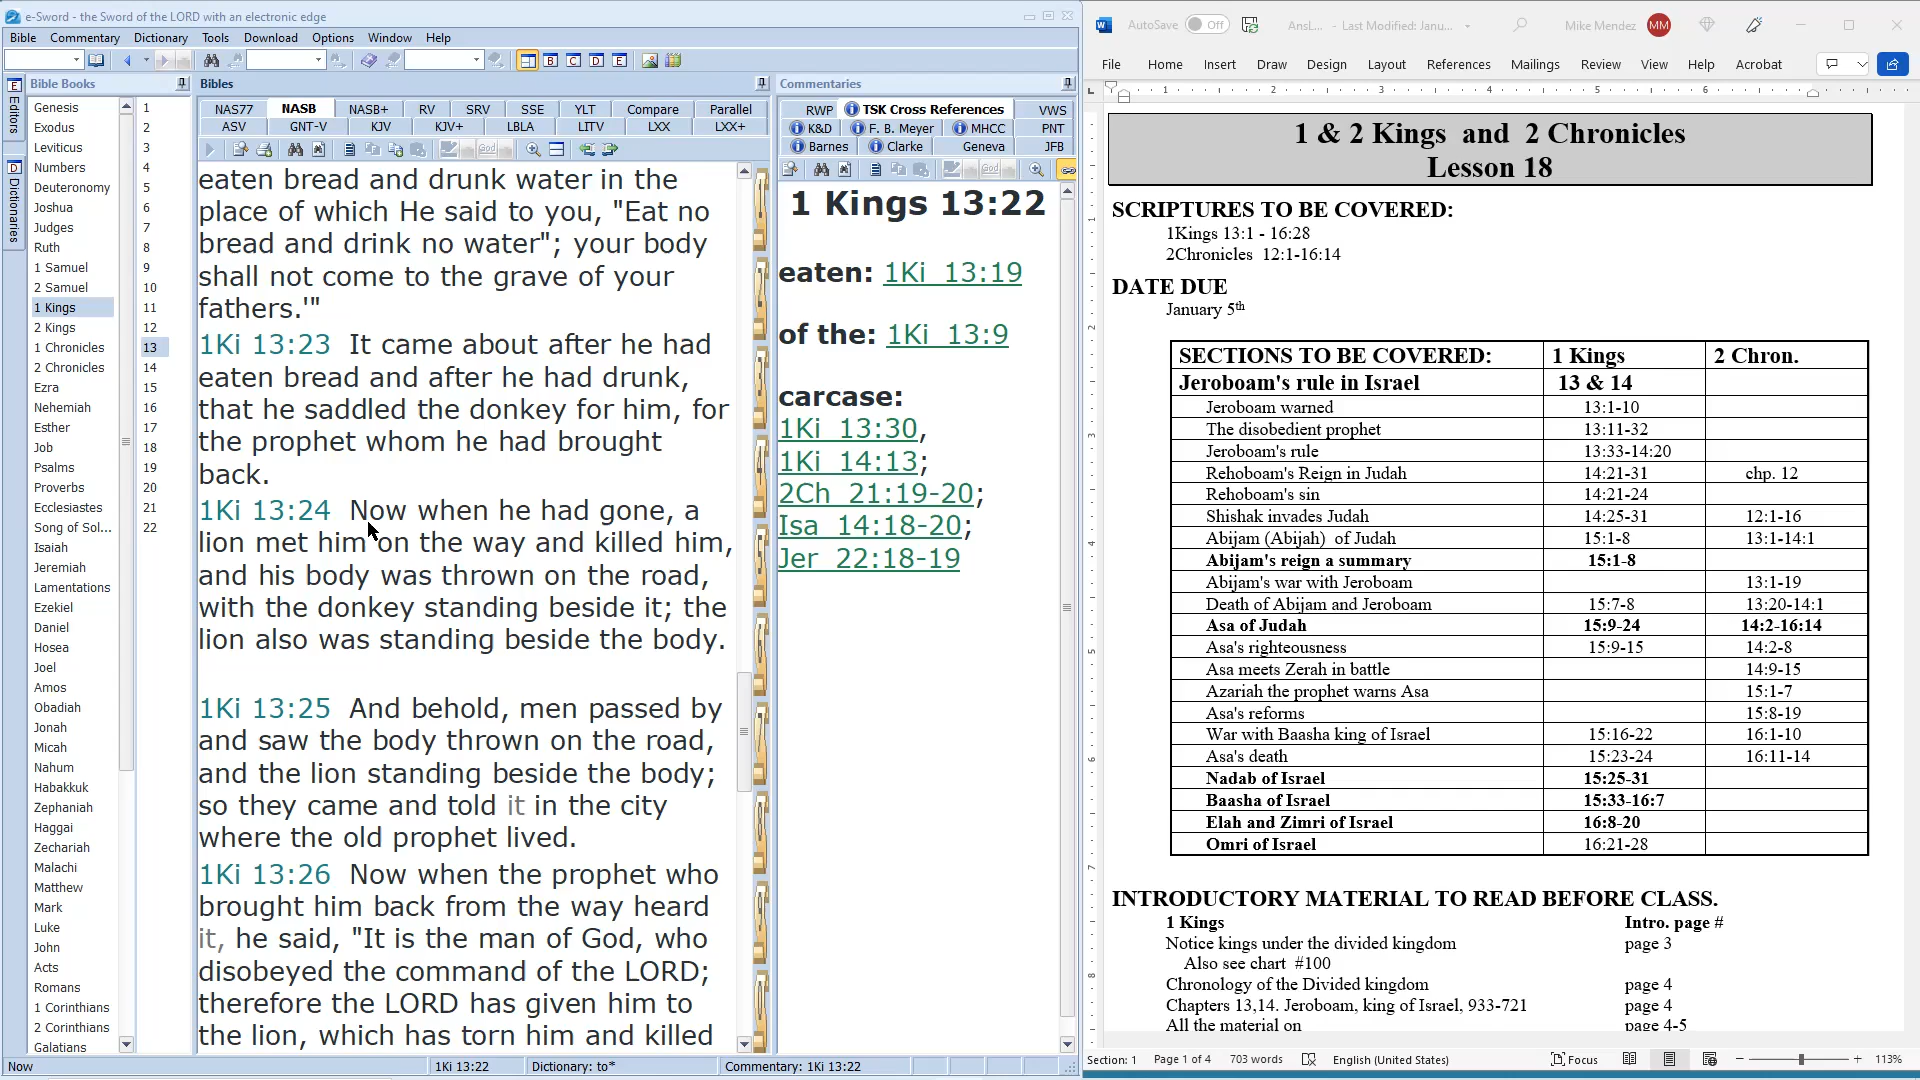 e-Sword - the Sword of the LORD with an electronic edge
Bible Commentary Dictionary Tools Download Options Window Help
B C D E
Editors
Dictionaries
Bible Books
Genesis
Exodus
Leviticus
Numbers
Deuteronomy
Joshua
Judges
Ruth
1 Samuel
2 Samuel
1 Kings
2 Kings
1 Chronicles
2 Chronicles
Ezra
Nehemiah
Esther
Job
Psalms
Proverbs
Ecclesiastes
Song of Sol...
Isaiah
Jeremiah
Lamentations
Ezekiel
Daniel
Hosea
Joel
Amos
Obadiah
Jonah
Micah
Nahum
Habakkuk
Zephaniah
Haggai
Zechariah
Malachi
Matthew
Mark
Luke
John
Acts
Romans
1 Corinthians
2 Corinthians
Galatians
1
2
3
4
5
6
7
8
9
10
11
12
13
14
15
16
17
18
19
20
21
22
Bibles
NAS77 NASB NASB+ RV SRV SSE YLT Compare Parallel
ASV GNT-V KJV KJV+ LBLA LITV LXX LXX+
eaten bread and drunk water in the
place of which He said to you, "Eat no
bread and drink no water"; your body
shall not come to the grave of your
fathers.'"
1Ki 13:23 It came about after he had
eaten bread and after he had drunk,
that he saddled the donkey for him, for
the prophet whom he had brought
back.
1Ki 13:24 Now when he had gone, a
lion met him on the way and killed him,
and his body was thrown on the road,
with the donkey standing beside it; the
lion also was standing beside the body.
1Ki 13:25 And behold, men passed by
and saw the body thrown on the road,
and the lion standing beside the body;
so they came and told it in the city
where the old prophet lived.
1Ki 13:26 Now when the prophet who
brought him back from the way heard
it, he said, "It is the man of God, who
disobeyed the command of the LORD;
therefore the LORD has given him to
the lion, which has torn him and killed
Commentaries
RWP TSK Cross References VWS
K&D F. B. Meyer MHCC PNT
Barnes Clarke Geneva JFB
1 Kings 13:22
eaten: 1Ki 13:19
of the: 1Ki 13:9
carcase:
1Ki 13:30,
1Ki 14:13;
2Ch 21:19-20;
Isa 14:18-20;
Jer 22:18-19
Now 1Ki 13:22 Dictionary: to* Commentary: 1Ki 13:22
AutoSave Off AnsL... - Last Modified: Janu... Mike Mendez MM
File Home Insert Draw Design Layout References Mailings Review View Help Acrobat
1 2 3 4 5 6
1 & 2 Kings and 2 Chronicles
Lesson 18
SCRIPTURES TO BE COVERED:
1Kings 13:1 - 16:28
2Chronicles 12:1-16:14
DATE DUE
January 5th
SECTIONS TO BE COVERED: 1 Kings 2 Chron.
Jeroboam's rule in Israel 13 & 14
Jeroboam warned 13:1-10
The disobedient prophet 13:11-32
Jeroboam's rule 13:33-14:20
Rehoboam's Reign in Judah 14:21-31 chp. 12
Rehoboam's sin 14:21-24
Shishak invades Judah 14:25-31 12:1-16
Abijam (Abijah) of Judah 15:1-8 13:1-14:1
Abijam's reign a summary 15:1-8
Abijam's war with Jeroboam 13:1-19
Death of Abijam and Jeroboam 15:7-8 13:20-14:1
Asa of Judah 15:9-24 14:2-16:14
Asa's righteousness 15:9-15 14:2-8
Asa meets Zerah in battle 14:9-15
Azariah the prophet warns Asa 15:1-7
Asa's reforms 15:8-19
War with Baasha king of Israel 15:16-22 16:1-10
Asa's death 15:23-24 16:11-14
Nadab of Israel 15:25-31
Baasha of Israel 15:33-16:7
Elah and Zimri of Israel 16:8-20
Omri of Israel 16:21-28
INTRODUCTORY MATERIAL TO READ BEFORE CLASS.
1 Kings Intro. page #
Notice kings under the divided kingdom page 3
Also see chart #100
Chronology of the Divided kingdom page 4
Chapters 13,14. Jeroboam, king of Israel, 933-721 page 4
All the material on page 4-5
Section: 1 Page 1 of 4 703 words English (United States) Focus 113%